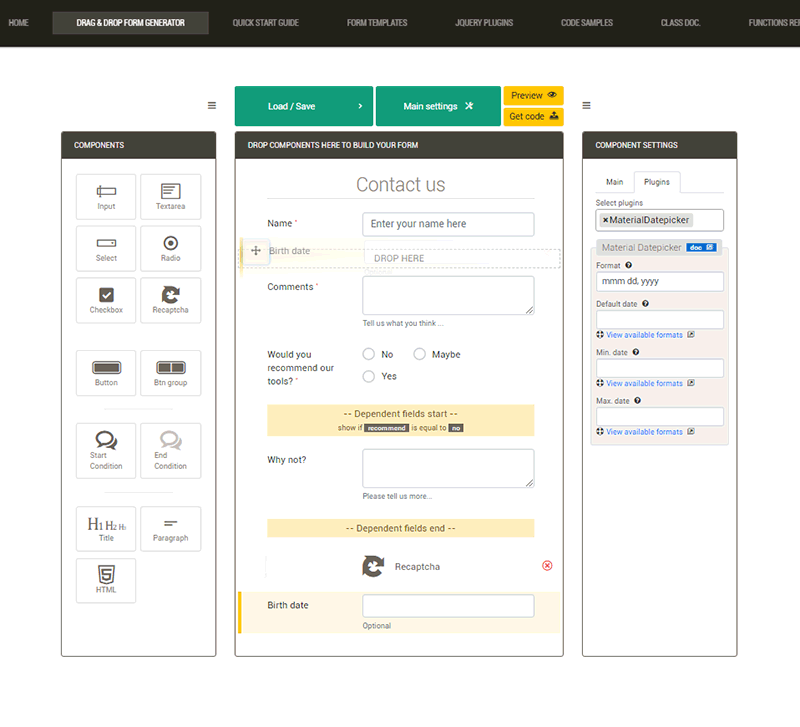 HOME DRAG & DROP FORM GENERATOR QUICK START GUIDE FORM TEMPLATES JQUERY PLUGINS CODE SAMPLES CLASS DOC. FUNCTIONS REF
Load / Save
Main settings
Preview
Get code
COMPONENTS
Input
Textarea
Select
Radio
Checkbox
Recaptcha
Button
Btn group
Start
Condition
End
Condition
H1 H2 H3
Title
Paragraph
HTML
DROP COMPONENTS HERE TO BUILD YOUR FORM
Contact us
Name *
Enter your name here
Birth date
DROP HERE
Comments *
Tell us what you think ...
Would you
recommend our
tools? *
No
Maybe
Yes
-- Dependent fields start --
show if recommend is equal to no
Why not?
Please tell us more...
-- Dependent fields end --
Recaptcha
Birth date
Optional
COMPONENT SETTINGS
Main
Plugins
Select plugins
×MaterialDatepicker
Material Datepicker doc
Format
mmm dd, yyyy
Default date
View available formats
Min. date
View available formats
Max. date
View available formats